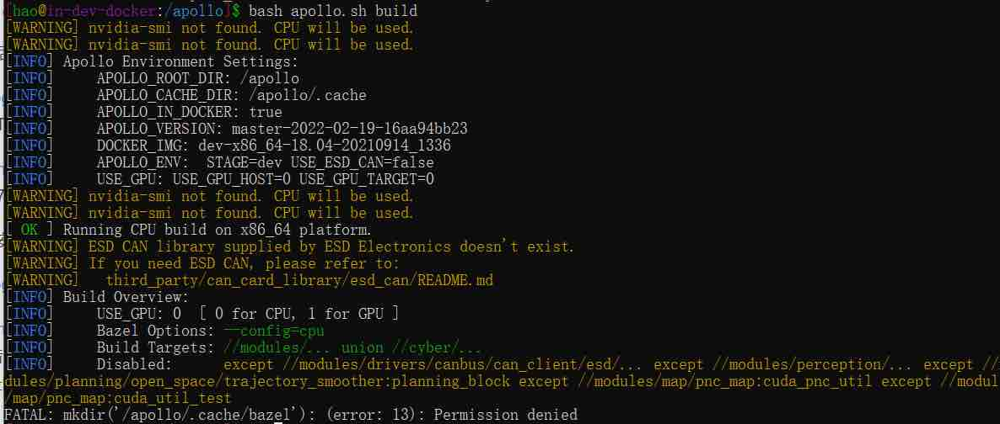 [hao@in-dev-docker:/apollo]$ bash apollo.sh build
[WARNING] nvidia-smi not found. CPU will be used.
[WARNING] nvidia-smi not found. CPU will be used.
[INFO] Apollo Environment Settings:
[INFO]     APOLLO_ROOT_DIR: /apollo
[INFO]     APOLLO_CACHE_DIR: /apollo/.cache
[INFO]     APOLLO_IN_DOCKER: true
[INFO]     APOLLO_VERSION: master-2022-02-19-16aa94bb23
[INFO]     DOCKER_IMG: dev-x86_64-18.04-20210914_1336
[INFO]     APOLLO_ENV:  STAGE=dev USE_ESD_CAN=false
[INFO]     USE_GPU: USE_GPU_HOST=0 USE_GPU_TARGET=0
[WARNING] nvidia-smi not found. CPU will be used.
[WARNING] nvidia-smi not found. CPU will be used.
[ OK ] Running CPU build on x86_64 platform.
[WARNING] ESD CAN library supplied by ESD Electronics doesn't exist.
[WARNING] If you need ESD CAN, please refer to:
[WARNING]   third_party/can_card_library/esd_can/README.md
[INFO] Build Overview:
[INFO]     USE_GPU: 0  [ 0 for CPU, 1 for GPU ]
[INFO]     Bazel Options: --config=cpu
[INFO]     Build Targets: //modules/... union //cyber/...
[INFO]     Disabled:      except //modules/drivers/canbus/can_client/esd/... except //modules/perception/... except //
dules/planning/open_space/trajectory_smoother:planning_block except //modules/map/pnc_map:cuda_pnc_util except //modul
/map/pnc_map:cuda_util_test
FATAL: mkdir('/apollo/.cache/bazel'): (error: 13): Permission denied